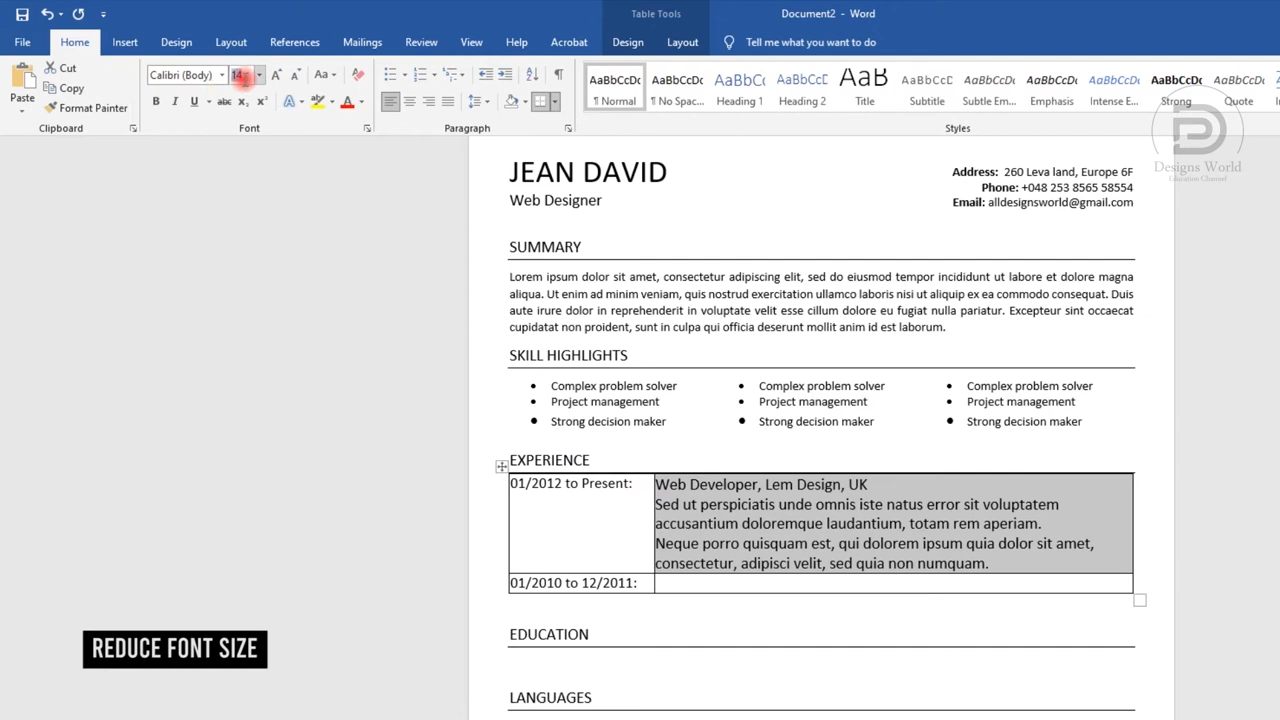 Table Tools
Document2 - Word
File Home Insert Design Layout References Mailings Review View Help Acrobat Design Layout Tell me what you want to do
Paste
Cut
Copy
Format Painter
Clipboard
Calibri (Body) 14
Aa
B I U abc x₂ x² A A
Font
Paragraph
AaBbCcDc AaBbCcDc AaBbCc AaBbCcD AaB AaBbCcD AaBbCcDc AaBbCcDc AaBbCcDc AaBbCcDc AaBbCcDc
¶ Normal ¶ No Spac... Heading 1 Heading 2 Title Subtitle Subtle Em... Emphasis Intense E... Strong Quote
Styles
Designs World
Education Channel
JEAN DAVID
Web Designer
Address: 260 Leva land, Europe 6F
Phone: +048 253 8565 58554
Email: alldesignsworld@gmail.com
SUMMARY
Lorem ipsum dolor sit amet, consectetur adipiscing elit, sed do eiusmod tempor incididunt ut labore et dolore magna
aliqua. Ut enim ad minim veniam, quis nostrud exercitation ullamco laboris nisi ut aliquip ex ea commodo consequat. Duis
aute irure dolor in reprehenderit in voluptate velit esse cillum dolore eu fugiat nulla pariatur. Excepteur sint occaecat
cupidatat non proident, sunt in culpa qui officia deserunt mollit anim id est laborum.
SKILL HIGHLIGHTS
• Complex problem solver • Complex problem solver • Complex problem solver
• Project management • Project management • Project management
• Strong decision maker • Strong decision maker • Strong decision maker
EXPERIENCE
01/2012 to Present: Web Developer, Lem Design, UK
Sed ut perspiciatis unde omnis iste natus error sit voluptatem
accusantium doloremque laudantium, totam rem aperiam.
Neque porro quisquam est, qui dolorem ipsum quia dolor sit amet,
consectetur, adipisci velit, sed quia non numquam.
01/2010 to 12/2011:
EDUCATION
LANGUAGES
REDUCE FONT SIZE